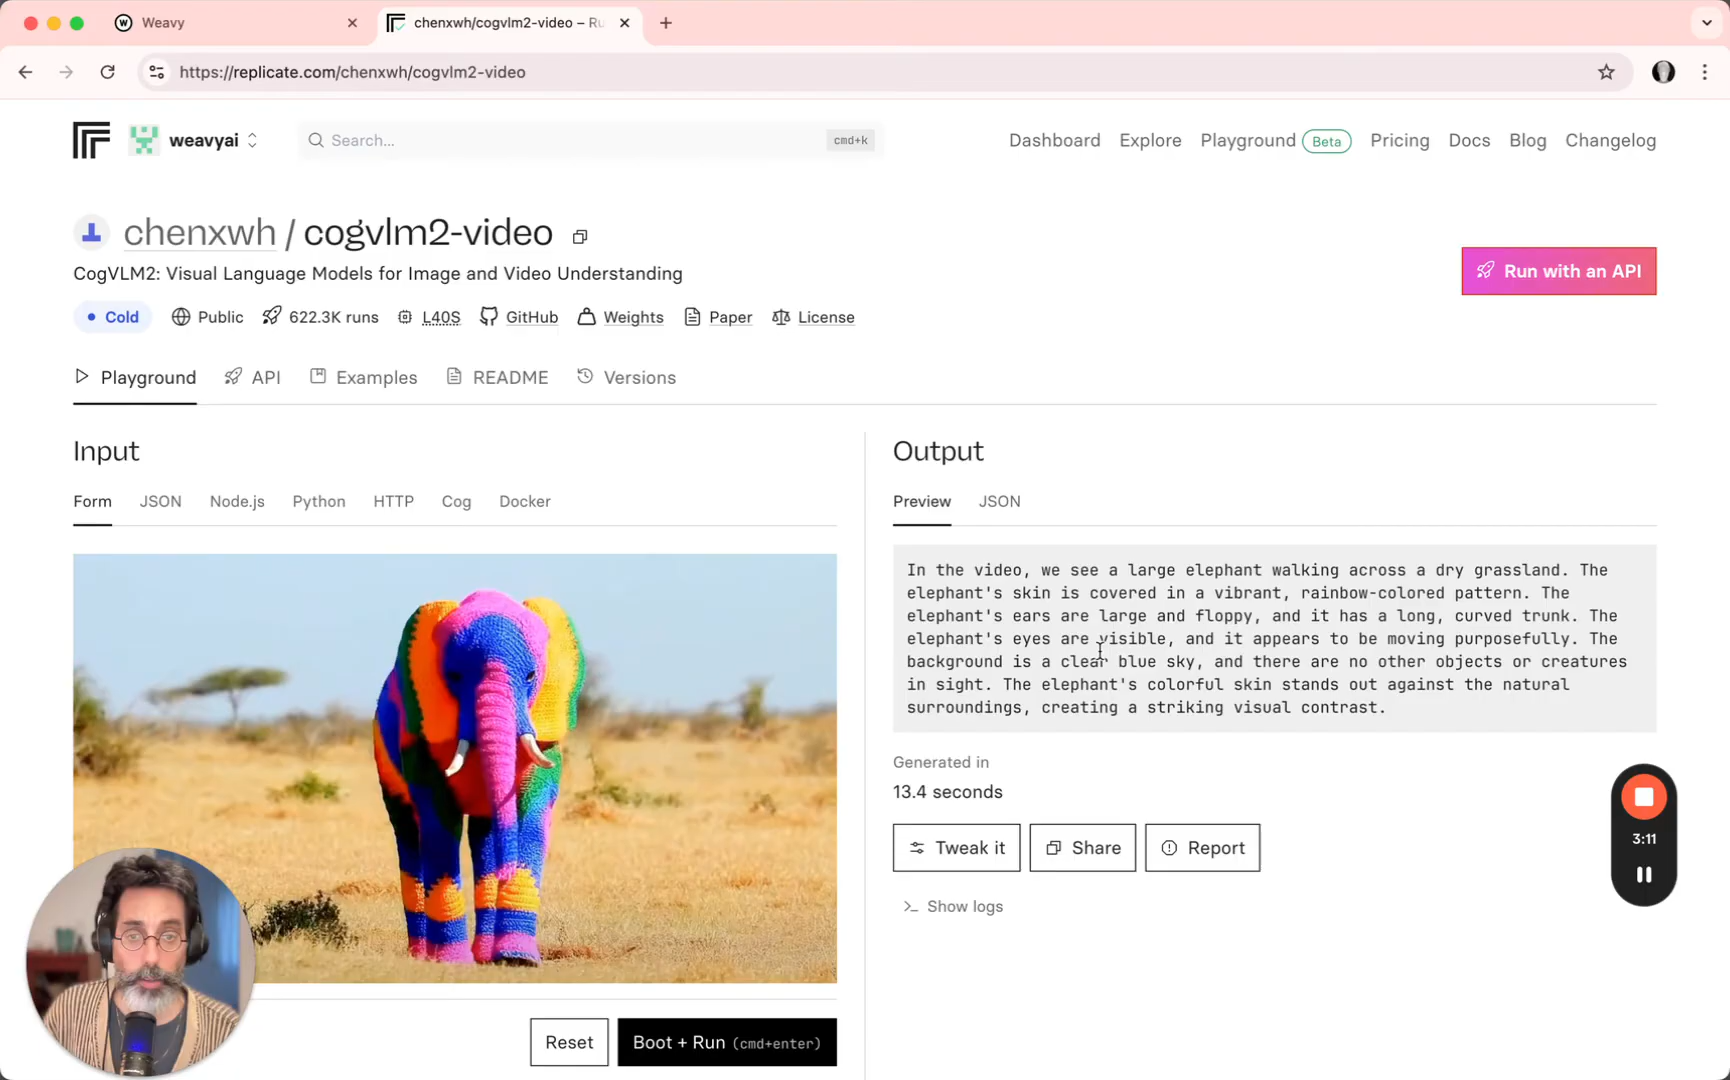 Weavy
chenxwh/cogvlm2-video – Ru
https://replicate.com/chenxwh/cogvlm2-video
weavyai
Search...
cmd+k
Dashboard
Explore
Playground
Beta
Pricing
Docs
Blog
Changelog
chenxwh / cogvlm2-video
CogVLM2: Visual Language Models for Image and Video Understanding
Run with an API
Cold
Public
622.3K runs
L40S
GitHub
Weights
Paper
License
Playground
API
Examples
README
Versions
Input
Form
JSON
Node.js
Python
HTTP
Cog
Docker
Reset
Boot + Run (cmd+enter)
Output
Preview
JSON
In the video, we see a large elephant walking across a dry grassland. The
elephant's skin is covered in a vibrant, rainbow-colored pattern. The
elephant's ears are large and floppy, and it has a long, curved trunk. The
elephant's eyes are visible, and it appears to be moving purposefully. The
background is a clear blue sky, and there are no other objects or creatures
in sight. The elephant's colorful skin stands out against the natural
surroundings, creating a striking visual contrast.
Generated in
13.4 seconds
Tweak it
Share
Report
Show logs
3:11